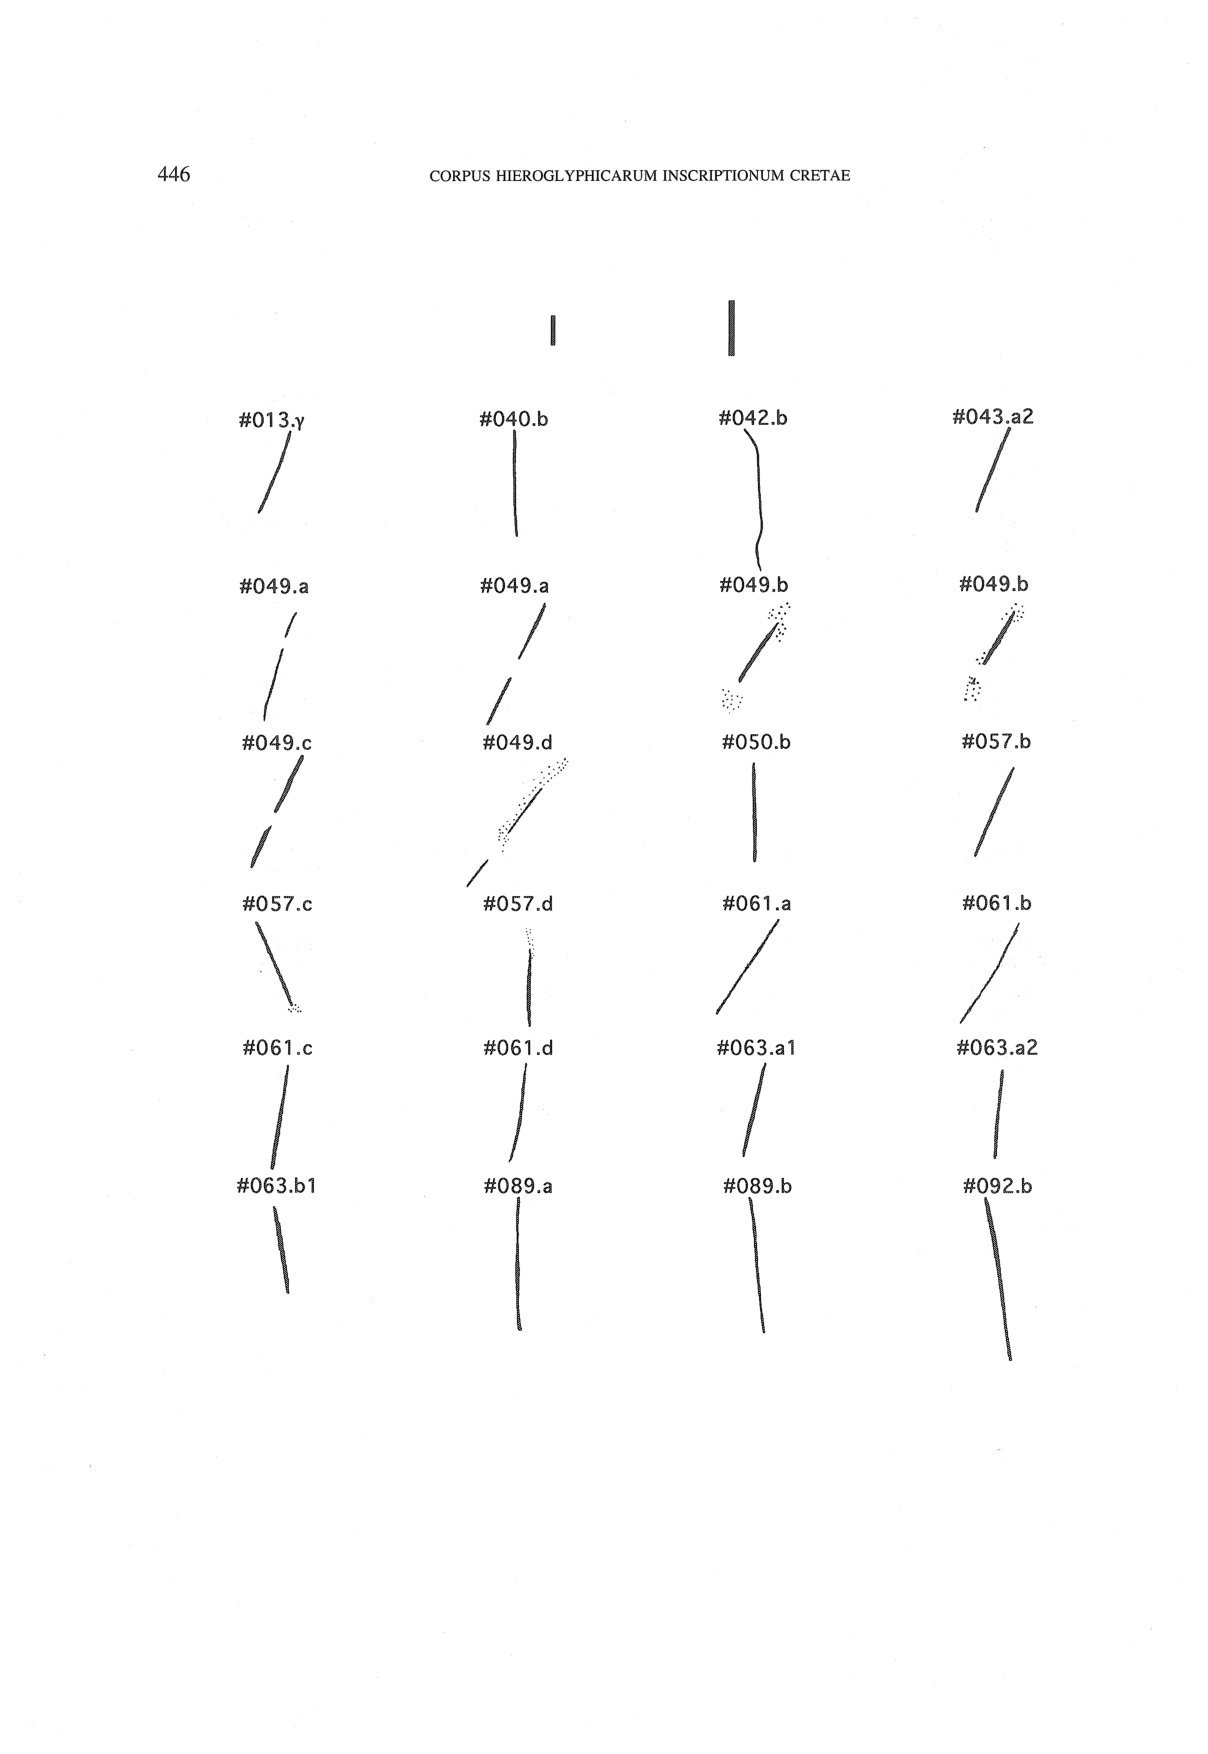 446 CORPUS HIEROGLYPHICARUM INSCRIPTIONUM CRETAE
#013.γ #040.b #042.b #043.a2
#049.a #049.a #049.b #049.b
#049.c #049.d #050.b #057.b
#057.c #057.d #061.a #061.b
#061.c #061.d #063.a1 #063.a2
#063.b1 #089.a #089.b #092.b